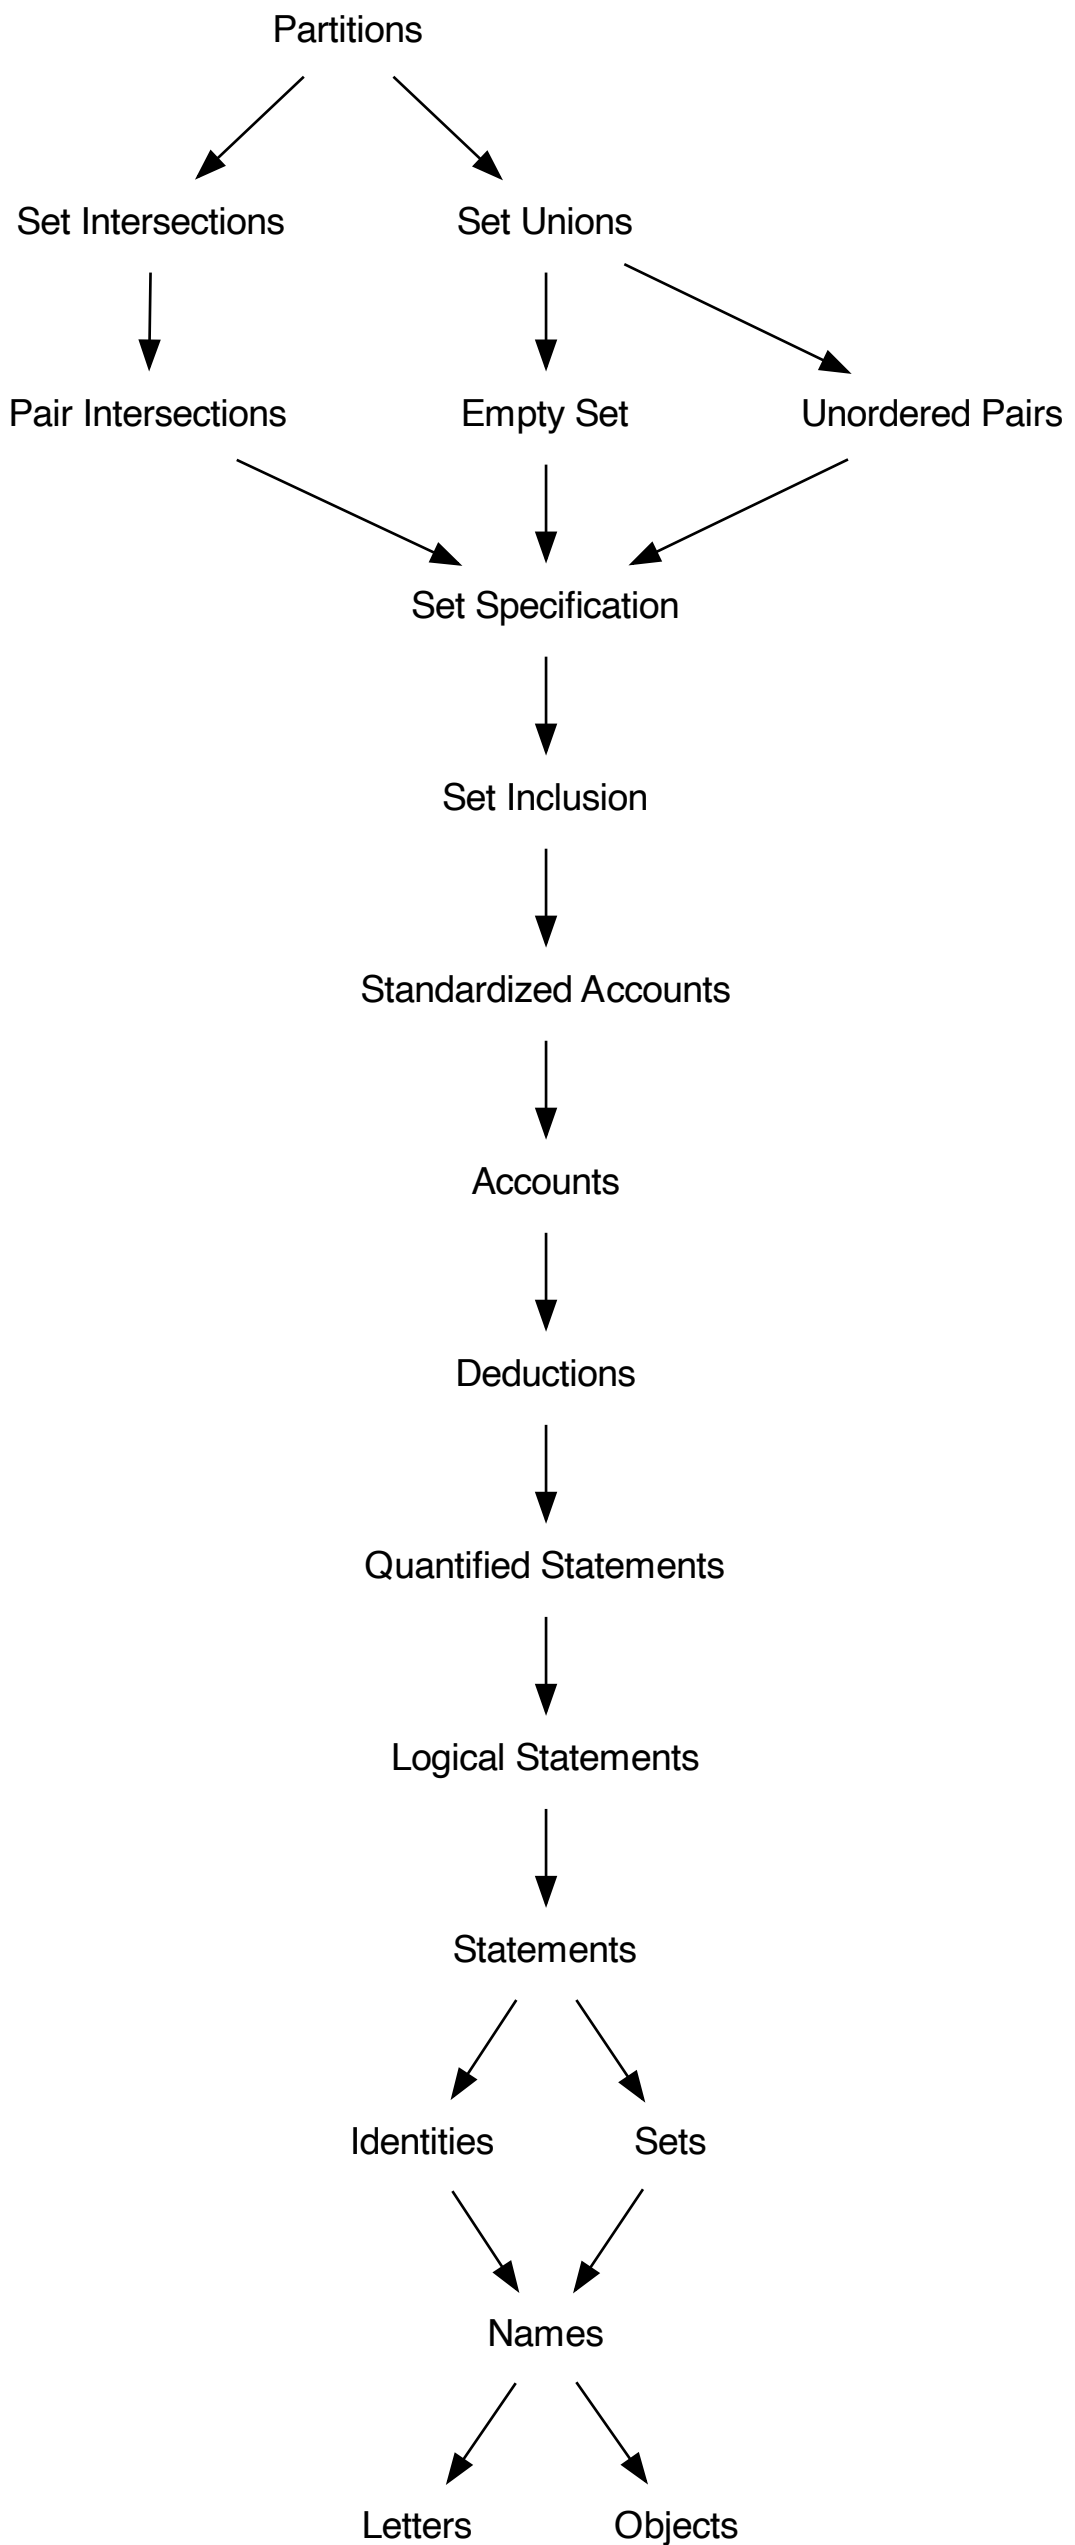 Partitions
Set Intersections
Set Unions
Pair Intersections
Empty Set
Unordered Pairs
Set Specification
Set Inclusion
Standardized Accounts
Accounts
Deductions
Quantified Statements
Logical Statements
Statements
Identities
Sets
Names
Letters
Objects